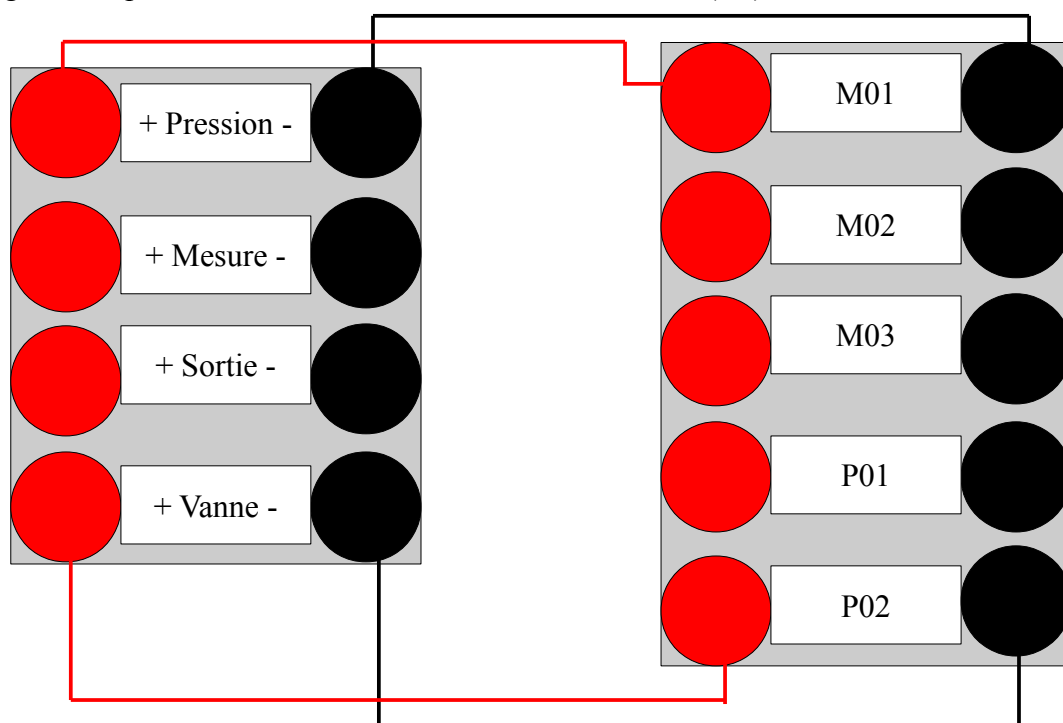 + Pression -
+ Mesure -
+ Sortie -
+ Vanne -
M01
M02
M03
P01
P02